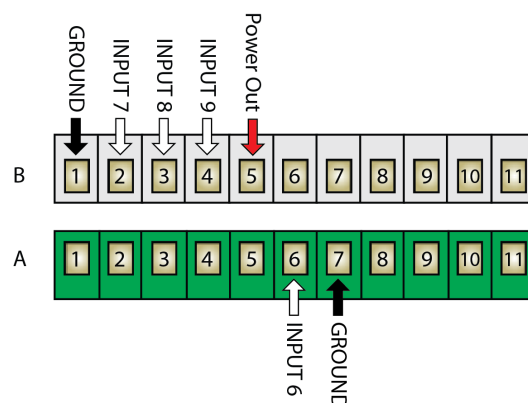 GROUND
INPUT 7
INPUT 8
INPUT 9
Power Out
B
1 2 3 4 5 6 7 8 9 10 11
A
1 2 3 4 5 6 7 8 9 10 11
INPUT 6
GROUND